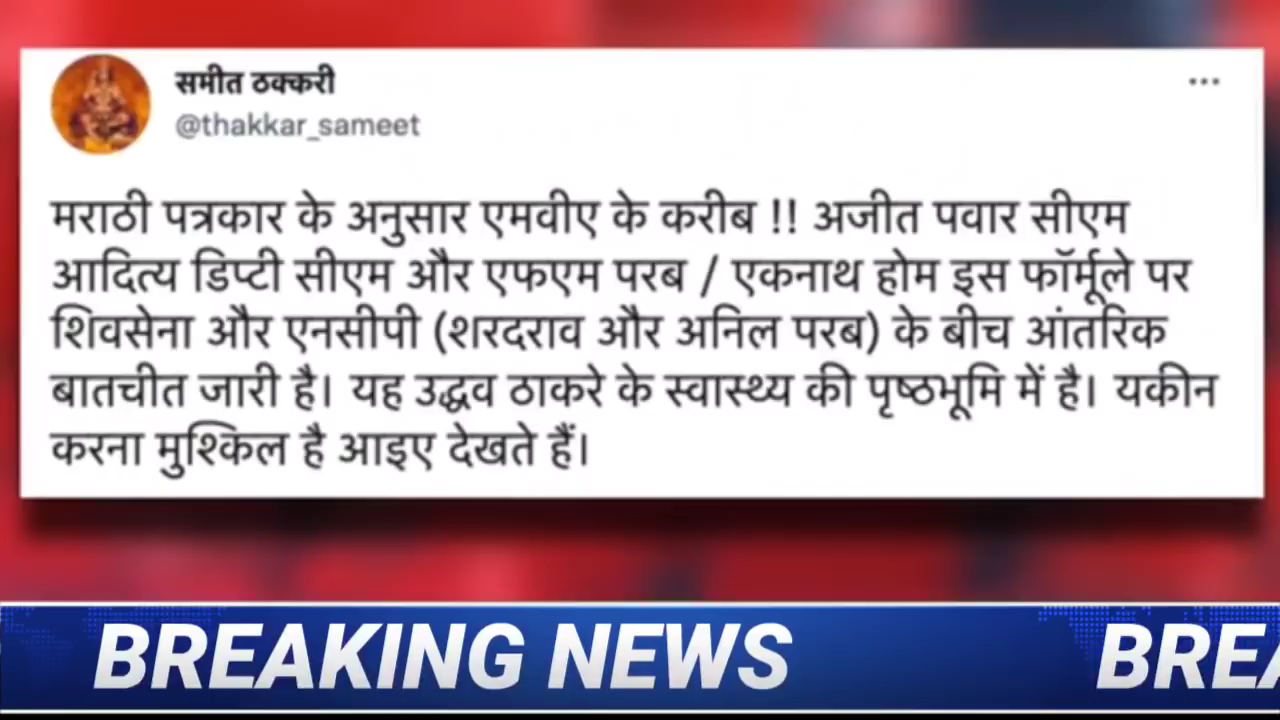 समीत ठक्करी
@thakkar_sameet
मराठी पत्रकार के अनुसार एमवीए के करीब !! अजीत पवार सीएम
आदित्य डिप्टी सीएम और एफएम परब / एकनाथ होम इस फॉर्मूले पर
शिवसेना और एनसीपी (शरदराव और अनिल परब) के बीच आंतरिक
बातचीत जारी है। यह उद्धव ठाकरे के स्वास्थ्य की पृष्ठभूमि में है। यकीन
करना मुश्किल है आइए देखते हैं।
BREAKING NEWS BREA